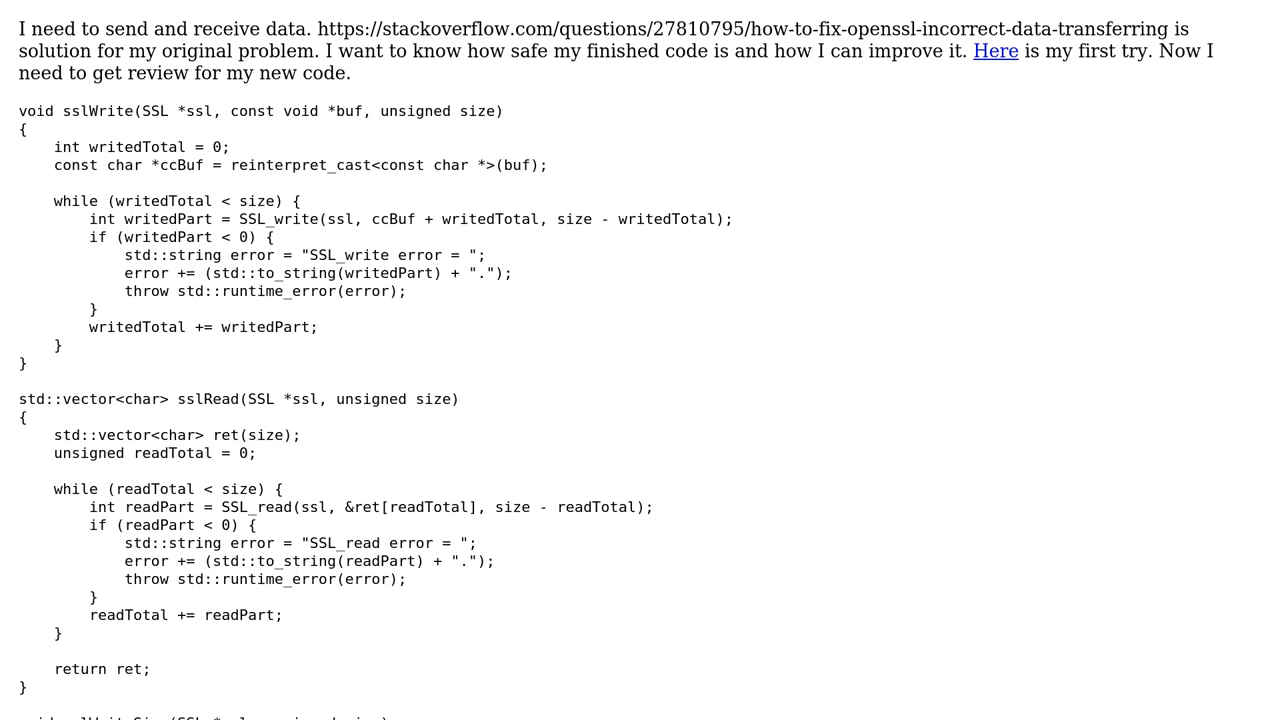 I need to send and receive data. https://stackoverflow.com/questions/27810795/how-to-fix-openssl-incorrect-data-transferring is
solution for my original problem. I want to know how safe my finished code is and how I can improve it. Here is my first try. Now I
need to get review for my new code.
void sslWrite(SSL *ssl, const void *buf, unsigned size)
{
    int writedTotal = 0;
    const char *ccBuf = reinterpret_cast<const char *>(buf);
    while (writedTotal < size) {
        int writedPart = SSL_write(ssl, ccBuf + writedTotal, size - writedTotal);
        if (writedPart < 0) {
            std::string error = "SSL_write error = ";
            error += (std::to_string(writedPart) + ".");
            throw std::runtime_error(error);
        }
        writedTotal += writedPart;
    }
}
std::vector<char> sslRead(SSL *ssl, unsigned size)
{
    std::vector<char> ret(size);
    unsigned readTotal = 0;
    while (readTotal < size) {
        int readPart = SSL_read(ssl, &ret[readTotal], size - readTotal);
        if (readPart < 0) {
            std::string error = "SSL_read error = ";
            error += (std::to_string(readPart) + ".");
            throw std::runtime_error(error);
        }
        readTotal += readPart;
    }
    return ret;
}